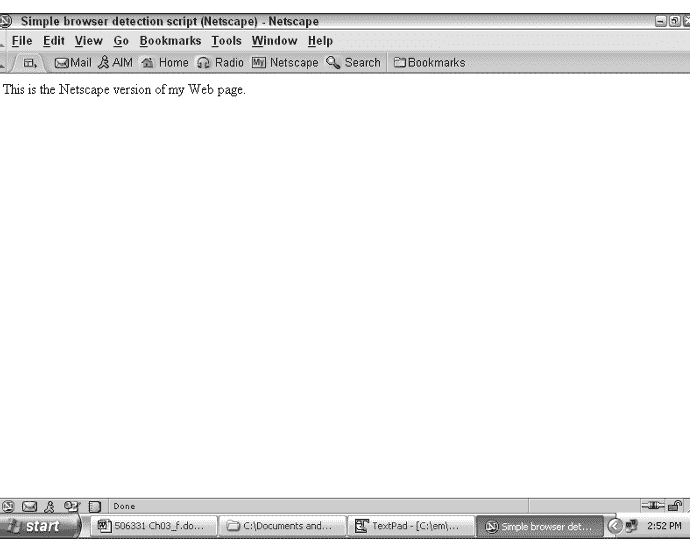 Simple browser detection script (Netscape) - Netscape
File Edit View Go Bookmarks Tools Window Help
Mail AIM Home Radio My Netscape Search Bookmarks
This is the Netscape version of my Web page.
Done
start 506331 Ch03_f.do... C:\Documents and... TextPad - [C:\em\... Simple browser det... 2:52 PM